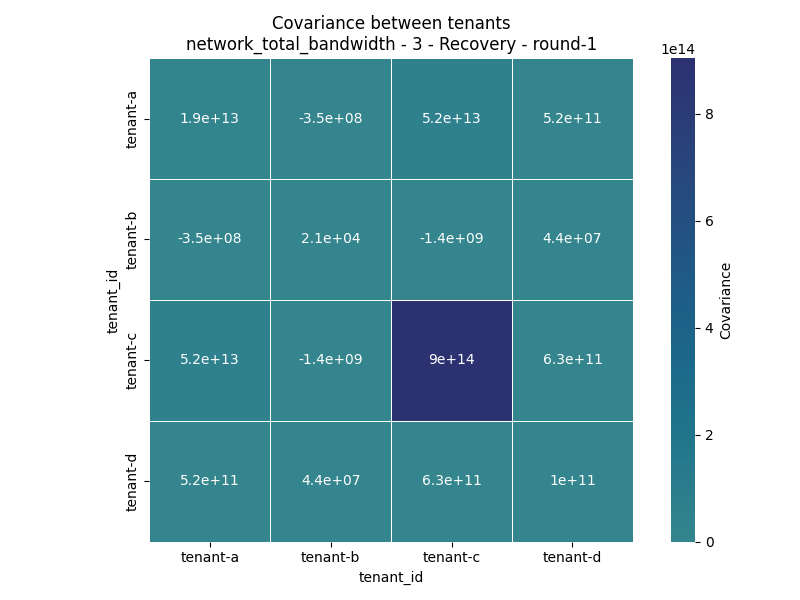 Covariance between tenants
network_total_bandwidth - 3 - Recovery - round-1
1e14
tenant-a
1.9e+13 -3.5e+08 5.2e+13 5.2e+11
tenant-b
-3.5e+08 2.1e+04 -1.4e+09 4.4e+07
tenant-c
5.2e+13 -1.4e+09 9e+14 6.3e+11
tenant-d
5.2e+11 4.4e+07 6.3e+11 1e+11
tenant_id
tenant-a tenant-b tenant-c tenant-d
tenant_id
8
6
4
2
0
Covariance